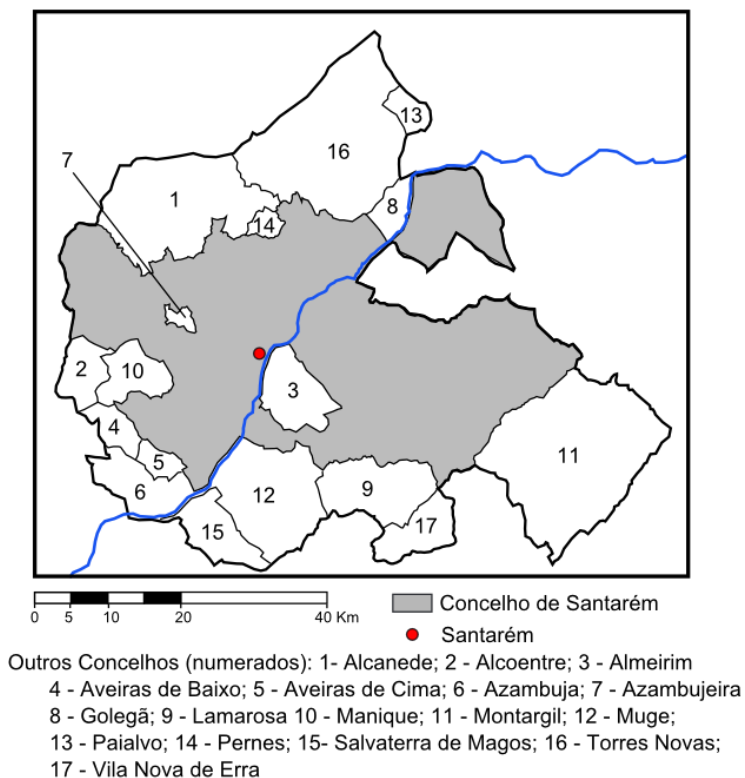 13
16
7
1
8
14
2
10
3
4
5
11
6
9
12
15
17
0 5 10 20 40 Km
Concelho de Santarém
Santarém
Outros Concelhos (numerados): 1- Alcanede; 2 - Alcoentre; 3 - Almeirim
4 - Aveiras de Baixo; 5 - Aveiras de Cima; 6 - Azambuja; 7 - Azambujeira
8 - Golegã; 9 - Lamarosa 10 - Manique; 11 - Montargil; 12 - Muge;
13 - Paialvo; 14 - Pernes; 15- Salvaterra de Magos; 16 - Torres Novas;
17 - Vila Nova de Erra